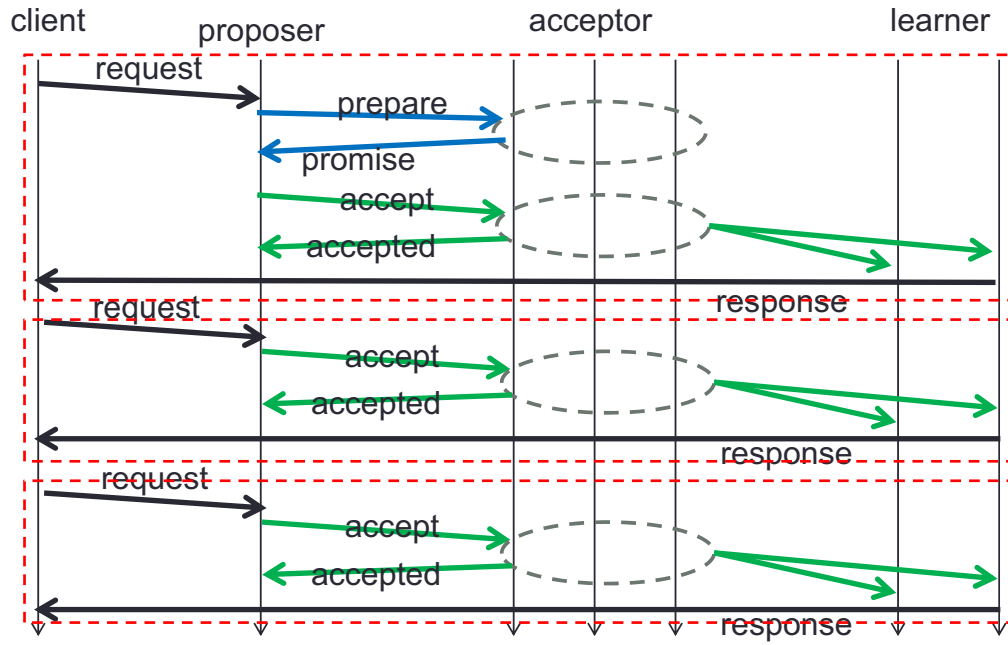 client
proposer
acceptor
learner
request
prepare
promise
accept
accepted
response
request
accept
accepted
response
request
accept
accepted
response